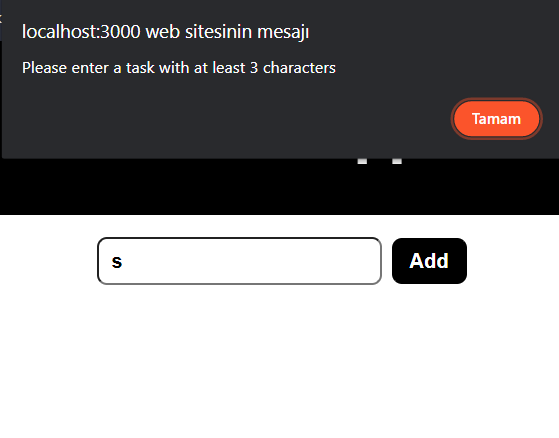 localhost:3000 web sitesinin mesajı
Please enter a task with at least 3 characters
Tamam
s
Add